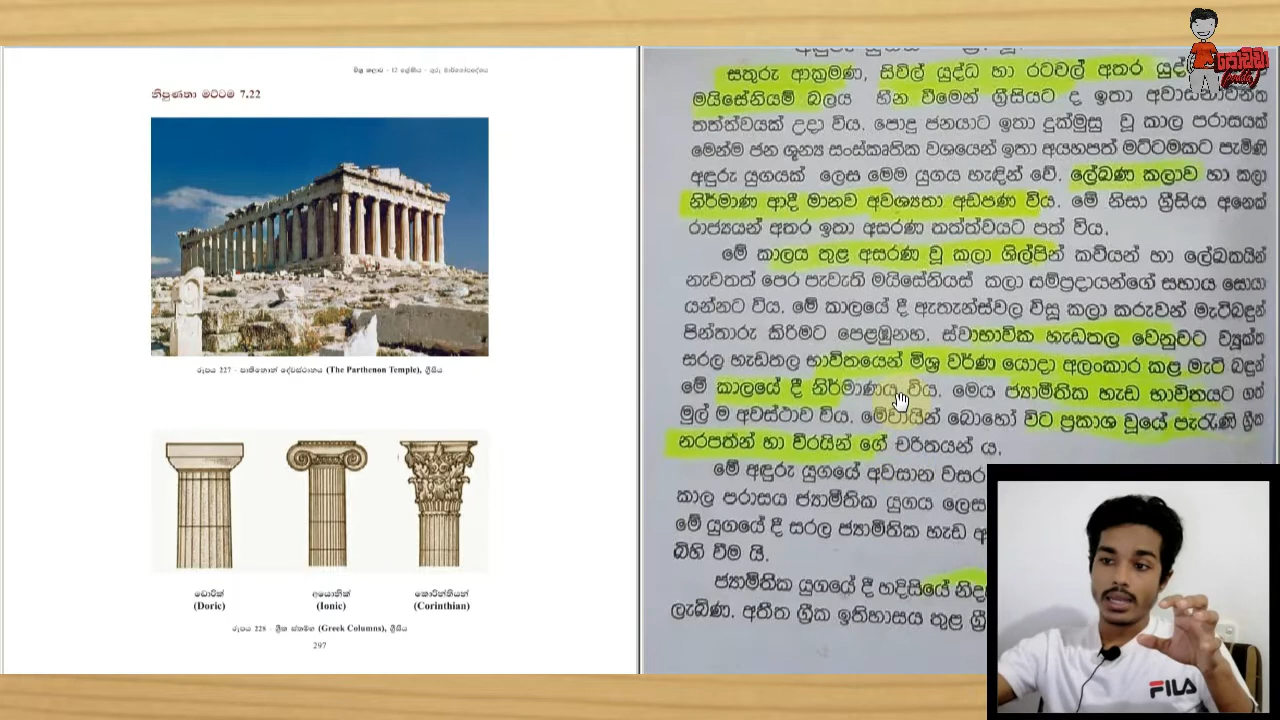 චිත්‍ර කලාව - 12 ශ්‍රේණිය - ගුරු මාර්ගෝපදේශය
නිපුණතා මට්ටම 7.22
රූපය 227 - පාතිනොන් දේවස්ථානය (The Parthenon Temple), ග්‍රීසිය
ඩොරික්
(Doric)
අයොනික්
(Ionic)
කොරින්තියන්
(Corinthian)
රූපය 228 - ග්‍රීක ස්තම්භ (Greek Columns), ග්‍රීසිය
297
සතුරු ආක්‍රමණ, සිවිල් යුද්ධ හා රටවල් අතර
මයිසේනියම් බලය හීන වීමෙන් ග්‍රීසියට ද ඉතා අවාසනාවන්ත
තත්ත්වයක් උදා විය. පොදු ජනයාට ඉතා දුක්මුසු වූ කාල පරාසයක්
මෙන්ම ජන ශූන්‍ය සංස්කෘතික වශයෙන් ඉතා අයහපත් මට්ටමකට පැමිණි
අඳුරු යුගයක් ලෙස මෙම යුගය හැඳින් වේ. ලේඛණ කලාව හා කලා
නිර්මාණ ආදී මානව අවශ්‍යතා අඩපණ විය. මේ නිසා ග්‍රීසිය අනෙක්
රාජ්‍යයන් අතර ඉතා අසරණ තත්ත්වයට පත් විය.
මේ කාලය තුළ අසරණ වූ කලා ශිල්පීන් කවියන් හා ලේඛකයින්
නැවතත් පෙර පැවැති මයිසේනියස් කලා සම්ප්‍රදායන්ගේ සහාය සොයා
යන්නට විය. මේ කාලයේ දී ඇතැන්ස්වල විසූ කලා කරුවන් මැටිබඳුන්
පින්තාරු කිරීමට පෙළඹුනහ. ස්වාභාවික හැඩතල වෙනුවට ව්‍යුක්ත
සරල හැඩතල භාවිතයෙන් මිශ්‍ර වර්ණ යොදා අලංකාර කළ මැටි බඳුන්
මේ කාලයේ දී නිර්මාණය විය. මෙය ජ්‍යාමිතික හැඩ භාවිතයට ගත්
මුල් ම අවස්ථාව විය. මේවායින් බොහෝ විට ප්‍රකාශ වූයේ පැරැණි ග්‍රීක
නරපතීන් හා වීරයින් ගේ චරිතයන් ය.
මේ අඳුරු යුගයේ අවසාන වසර
කාල පරාසය ජ්‍යාමිතික යුගය ලෙස
මේ යුගයේ දී සරල ජ්‍යාමිතික හැඩ
බිහි වීම යි.
ජ්‍යාමිතික යුගයේ දී හදිසියේ
ලැබිණ. අතීත ග්‍රීක ඉතිහාසය තුළ
FILA